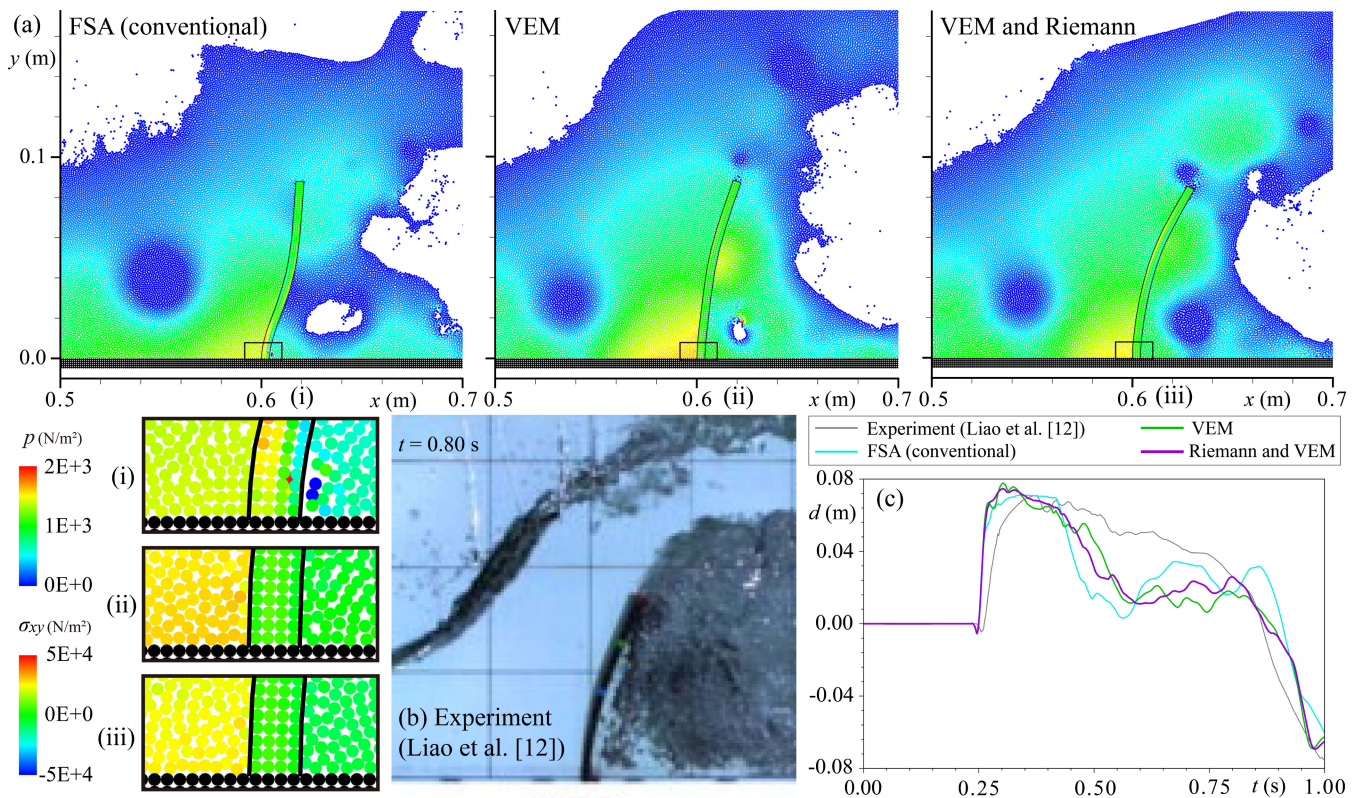 (a) FSA (conventional) VEM VEM and Riemann
y (m)
0.1
0.0
0.5 0.6 (i) x (m) 0.7 0.5 0.6 (ii) x (m) 0.7 0.5 0.6 (iii) x (m) 0.7
p (N/m²)
2E+3
1E+3
0E+0
σxy (N/m²)
5E+4
0E+0
-5E+4
(i)
(ii)
(iii)
t = 0.80 s
(b) Experiment
(Liao et al. [12])
Experiment (Liao et al. [12]) VEM
FSA (conventional) Riemann and VEM
(c)
d (m)
0.08
0.04
0.00
-0.04
-0.08
0.00 0.25 0.50 0.75 t (s) 1.00